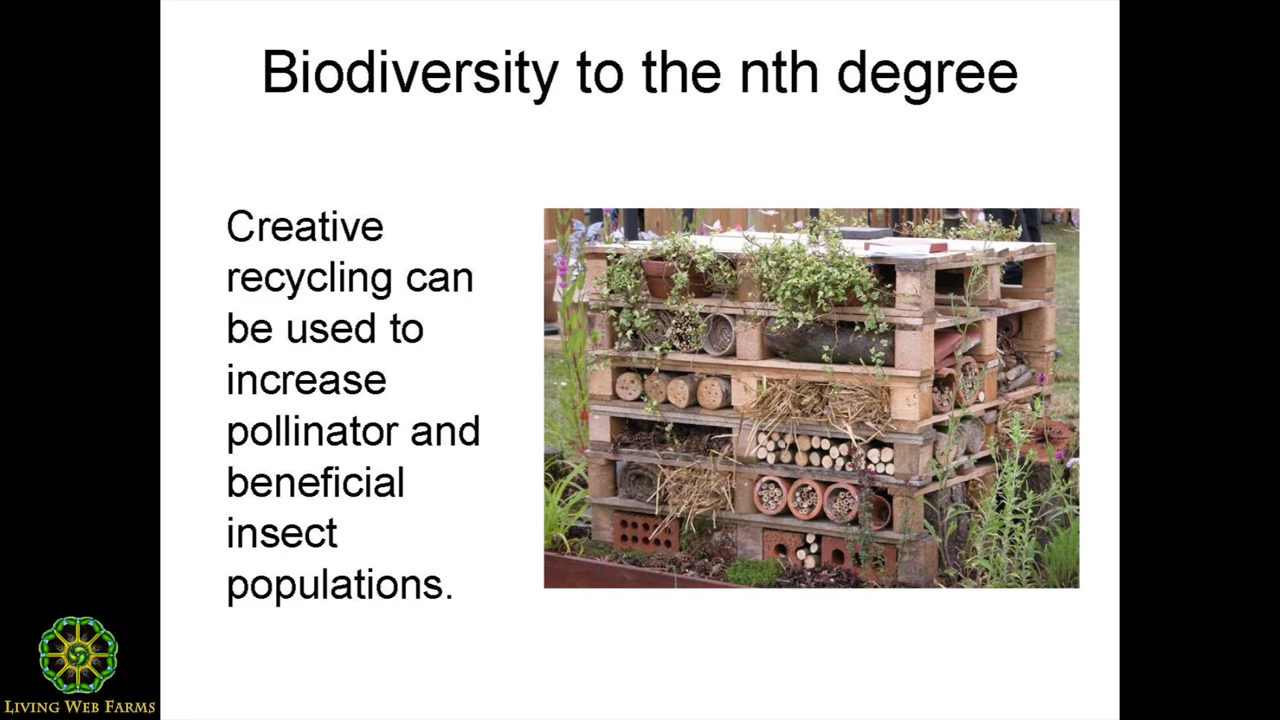 Biodiversity to the nth degree
Creative
recycling can
be used to
increase
pollinator and
beneficial
insect
populations.
LIVING WEB FARMS